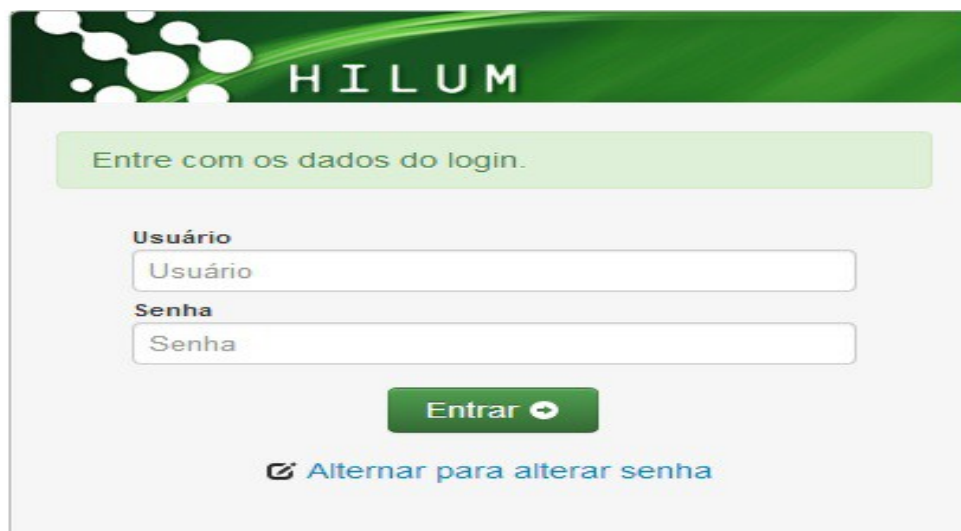 HILUM
Entre com os dados do login.
Usuário
Usuário
Senha
Senha
Entrar
Alternar para alterar senha